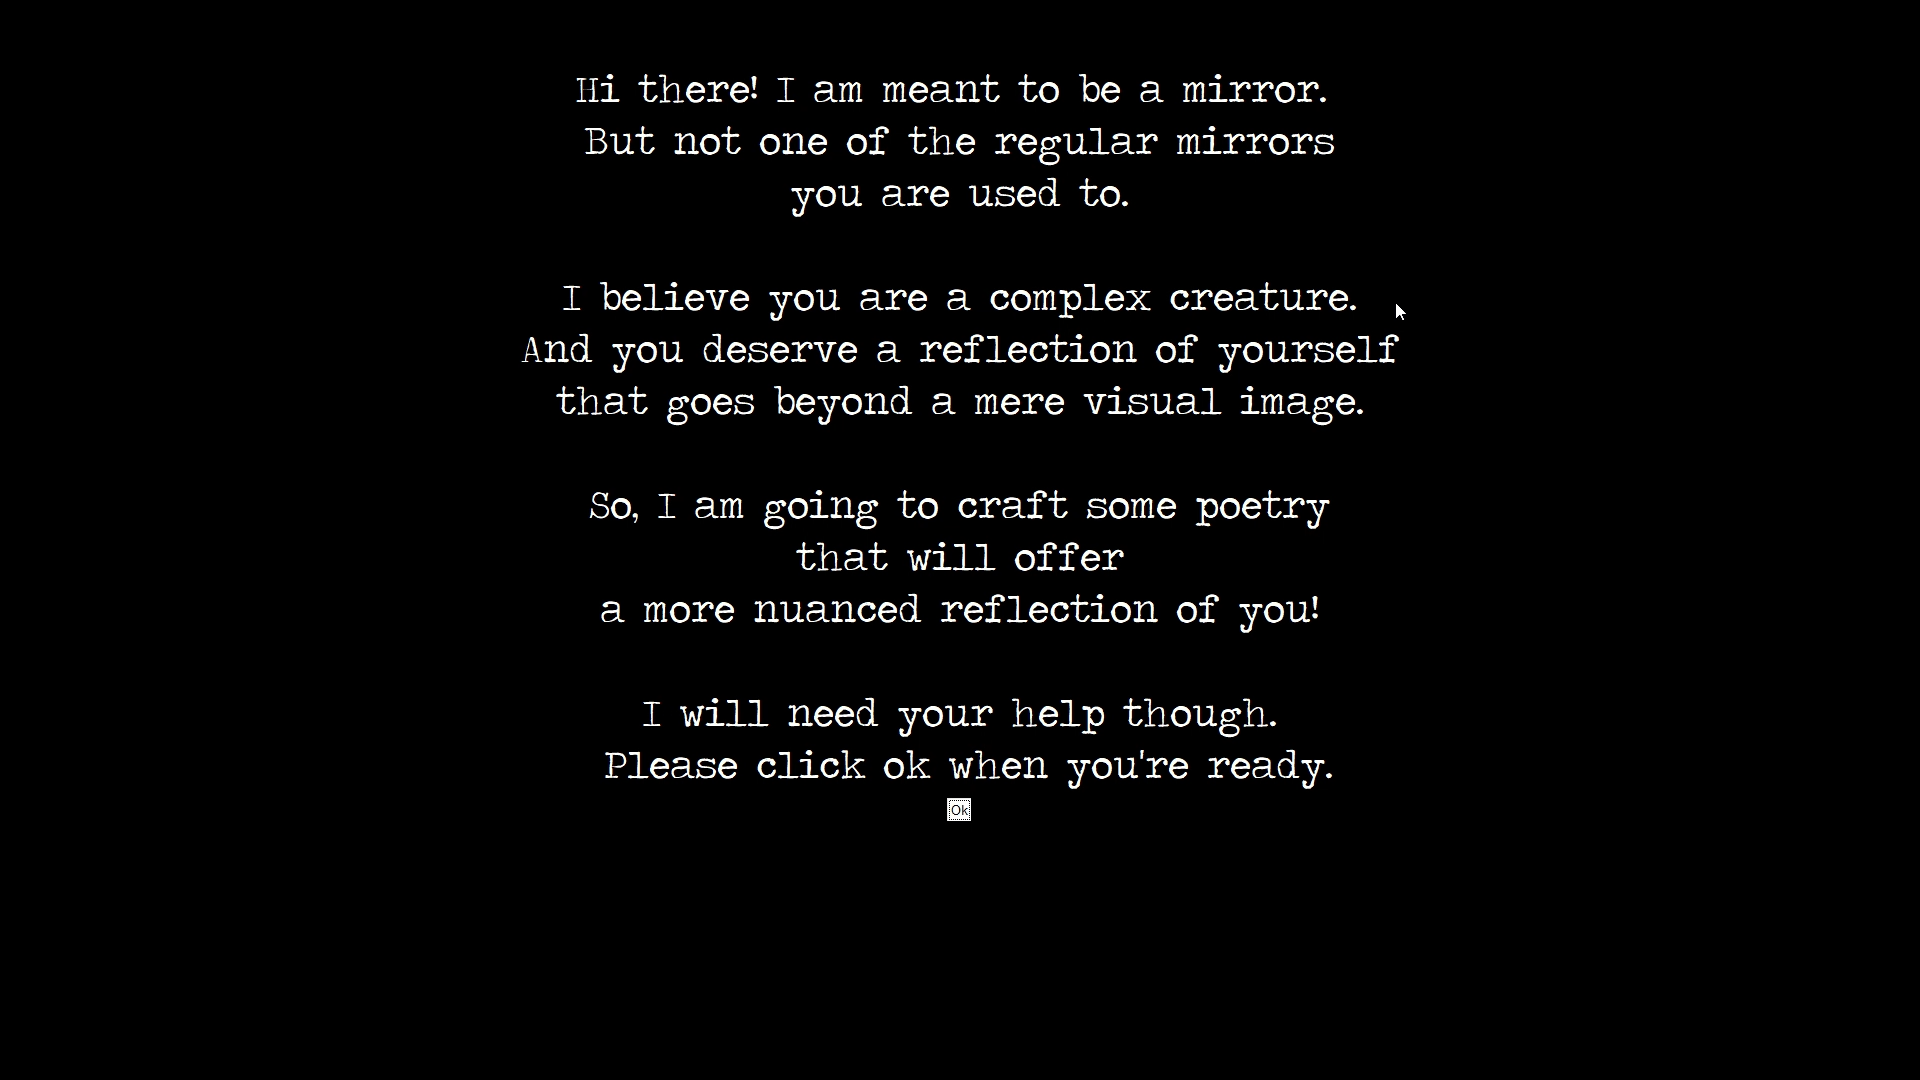 Hi there! I am meant to be a mirror.
But not one of the regular mirrors
you are used to.
I believe you are a complex creature.
And you deserve a reflection of yourself
that goes beyond a mere visual image.
So, I am going to craft some poetry
that will offer
a more nuanced reflection of you!
I will need your help though.
Please click ok when you're ready.
Ok